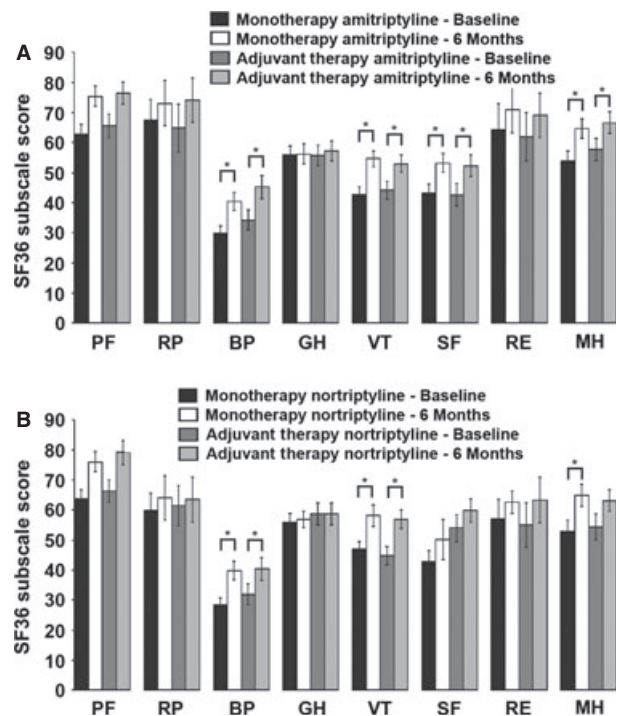 A
Monotherapy amitriptyline - Baseline
Monotherapy amitriptyline - 6 Months
Adjuvant therapy amitriptyline - Baseline
Adjuvant therapy amitriptyline - 6 Months
SF36 subscale score
90
80
70
60
50
40
30
20
10
0
* * * * * * * *
PF RP BP GH VT SF RE MH
B
Monotherapy nortriptyline - Baseline
Monotherapy nortriptyline - 6 Months
Adjuvant therapy nortriptyline - Baseline
Adjuvant therapy nortriptyline - 6 Months
SF36 subscale score
90
80
70
60
50
40
30
20
10
0
* * * * *
PF RP BP GH VT SF RE MH